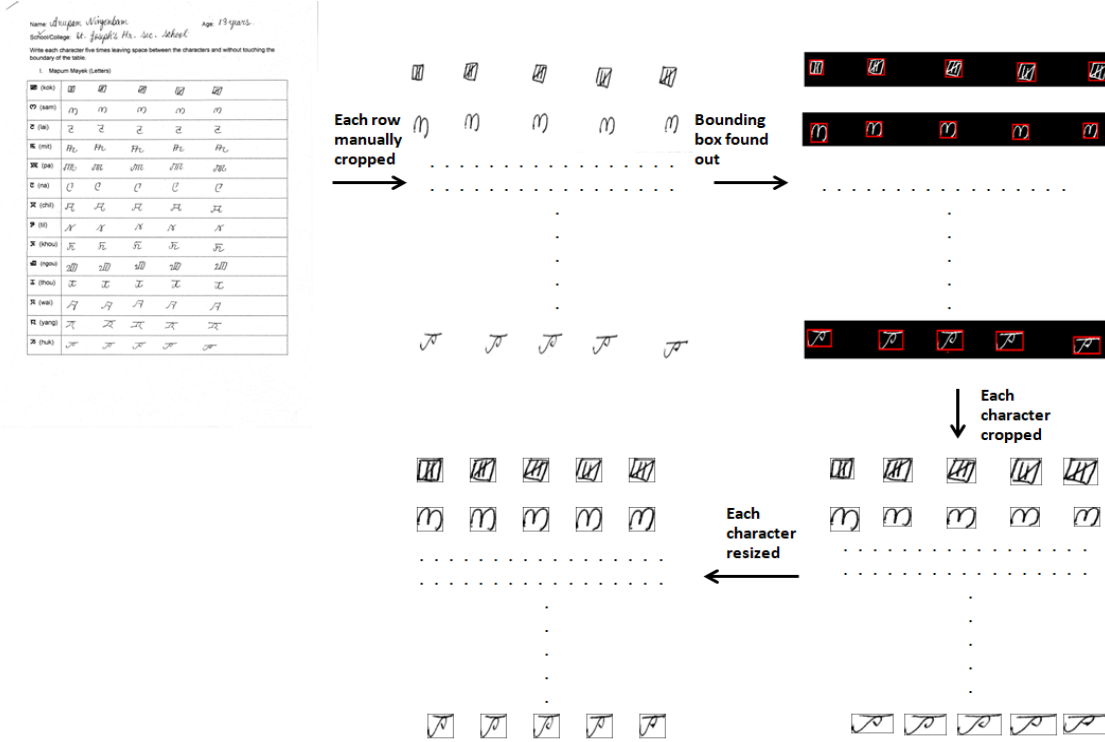 Name: Anupam Ningombam Age: 13 years
School/College: St. Joseph's Hr. Sec. School
Write each character five times leaving space between the characters and without touching the
boundary of the table.
1. Mapum Mayek (Letters)
ꯀ (kok)
ꯁ (sam)
ꯂ (lai)
ꯃ (mit)
ꯄ (pa)
ꯅ (na)
ꯆ (chil)
ꯇ (til)
ꯈ (khou)
ꯉ (ngou)
ꯊ (thou)
ꯋ (wai)
ꯌ (yang)
ꯍ (huk)
Each row
manually
cropped
Bounding
box found
out
Each
character
cropped
Each
character
resized